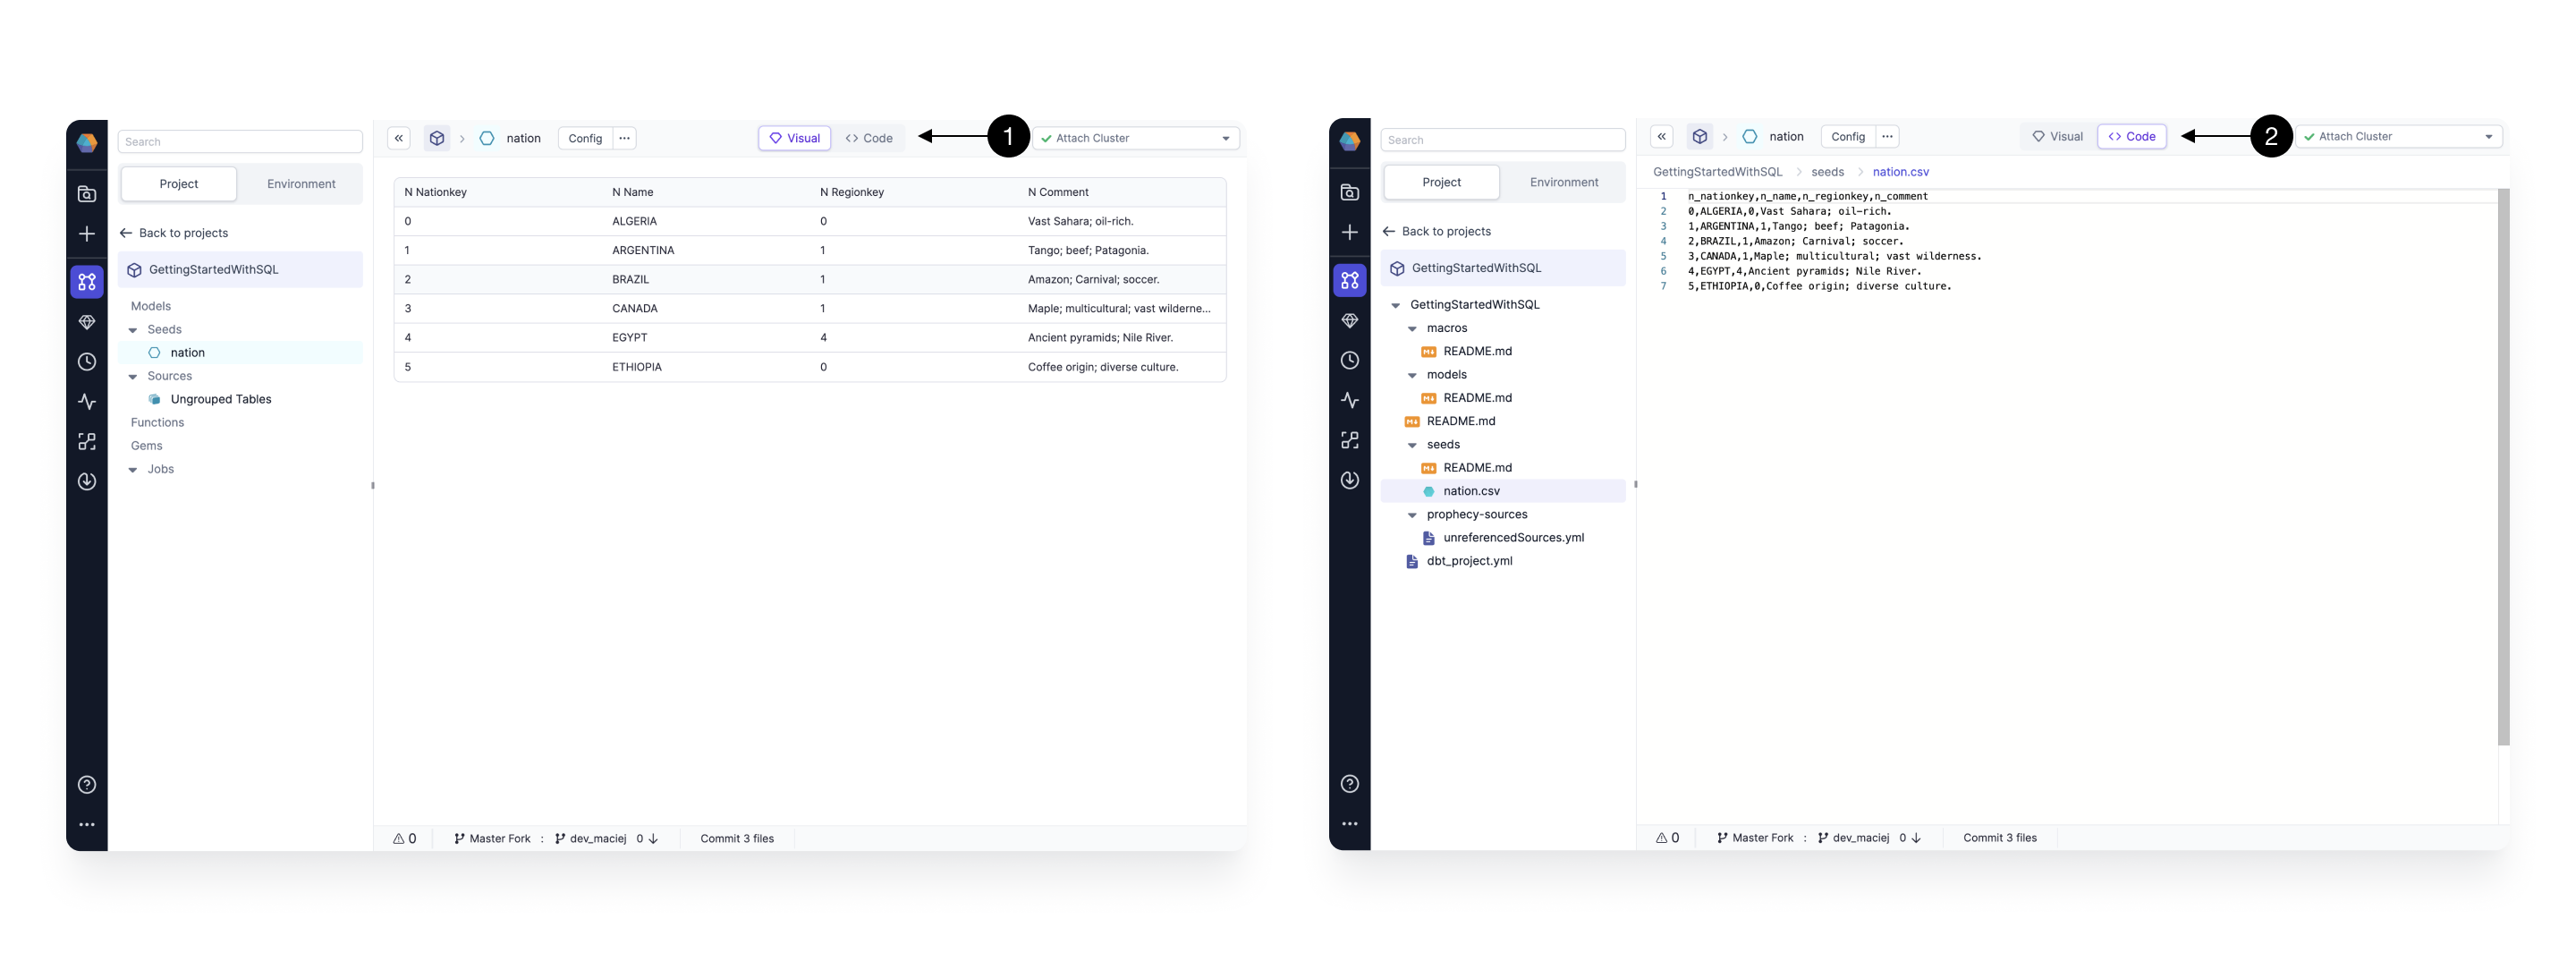 Search
Project Environment
Back to projects
GettingStartedWithSQL
Models
Seeds
nation
Sources
Ungrouped Tables
Functions
Gems
Jobs
nation Config ... Visual Code 1 Attach Cluster
N Nationkey N Name N Regionkey N Comment
0 ALGERIA 0 Vast Sahara; oil-rich.
1 ARGENTINA 1 Tango; beef; Patagonia.
2 BRAZIL 1 Amazon; Carnival; soccer.
3 CANADA 1 Maple; multicultural; vast wilderne...
4 EGYPT 4 Ancient pyramids; Nile River.
5 ETHIOPIA 0 Coffee origin; diverse culture.
0 Master Fork : dev_maciej 0 Commit 3 files
Search
Project Environment
Back to projects
GettingStartedWithSQL
GettingStartedWithSQL
macros
README.md
models
README.md
README.md
seeds
README.md
nation.csv
prophecy-sources
unreferencedSources.yml
dbt_project.yml
nation Config ... Visual Code 2 Attach Cluster
GettingStartedWithSQL > seeds > nation.csv
1 n_nationkey,n_name,n_regionkey,n_comment
2 0,ALGERIA,0,Vast Sahara; oil-rich.
3 1,ARGENTINA,1,Tango; beef; Patagonia.
4 2,BRAZIL,1,Amazon; Carnival; soccer.
5 3,CANADA,1,Maple; multicultural; vast wilderness.
6 4,EGYPT,4,Ancient pyramids; Nile River.
7 5,ETHIOPIA,0,Coffee origin; diverse culture.
0 Master Fork : dev_maciej 0 Commit 3 files